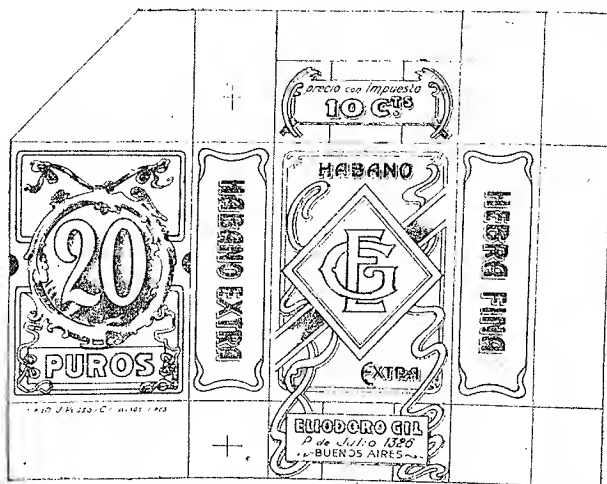 precio con impuesto
10 CTS.
20
PUROS
HABANO EXTRA
HABANO
EG
EXTRA
HEBRA FINA
ELIODORO GIL
P de Julio 1386
BUENOS AIRES